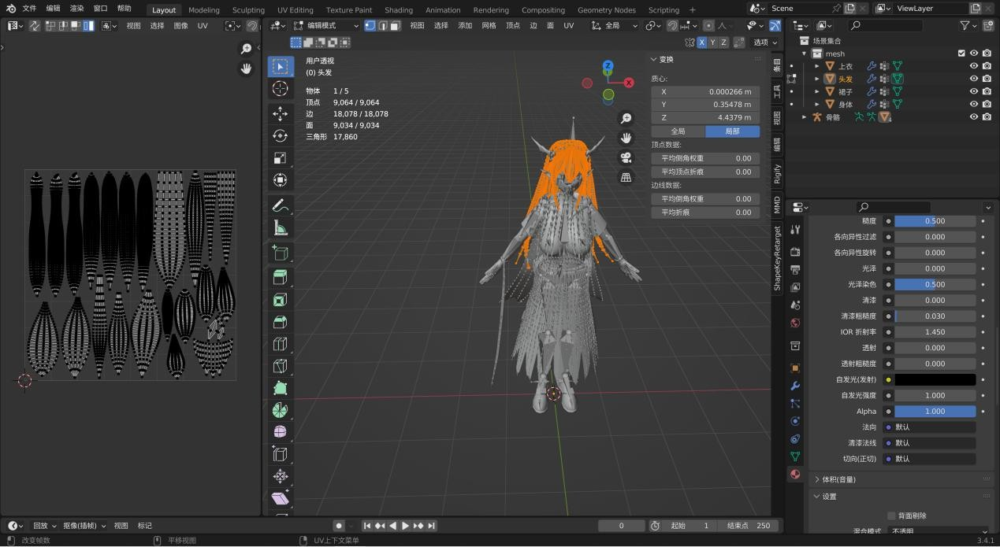 文件 编辑 渲染 窗口 帮助 Layout Modeling Sculpting UV Editing Texture Paint Shading Animation Rendering Compositing Geometry Nodes Scripting + Scene ViewLayer
视图 选择 图像 UV 编辑模式 视图 选择 添加 网格 顶点 边 面 UV 全局
X Y Z 选项
用户透视
(0) 头发
物体 1 / 5
顶点 9,064 / 9,064
边 18,078 / 18,078
面 9,034 / 9,034
三角形 17,860
Z
X
变换
质心:
X 0.000266 m
Y 0.35478 m
Z 4.4379 m
全局 局部
顶点数据:
平均倒角权重 0.00
平均顶点折痕 0.00
边线数据:
平均倒角权重 0.00
平均折痕 0.00
条目
工具
视图
编辑
Rigify
MMD
ShapeKeyRetarget
场景集合
mesh
上衣
头发
裙子
身体
骨骼
糙度 0.500
各向异性过滤 0.000
各向异性旋转 0.000
光泽 0.000
光泽染色 0.500
清漆 0.000
清漆粗糙度 0.030
IOR 折射率 1.450
透射 0.000
透射粗糙度 0.000
自发光(发射)
自发光强度 1.000
Alpha 1.000
法向 默认
清漆法线 默认
切向(正切) 默认
体积(音量)
设置
背面剔除
混合模式 不透明
回放 抠像(插帧) 视图 标记 0 起始 1 结束点 250
改变帧数 平移视图 UV上下文菜单 3.4.1